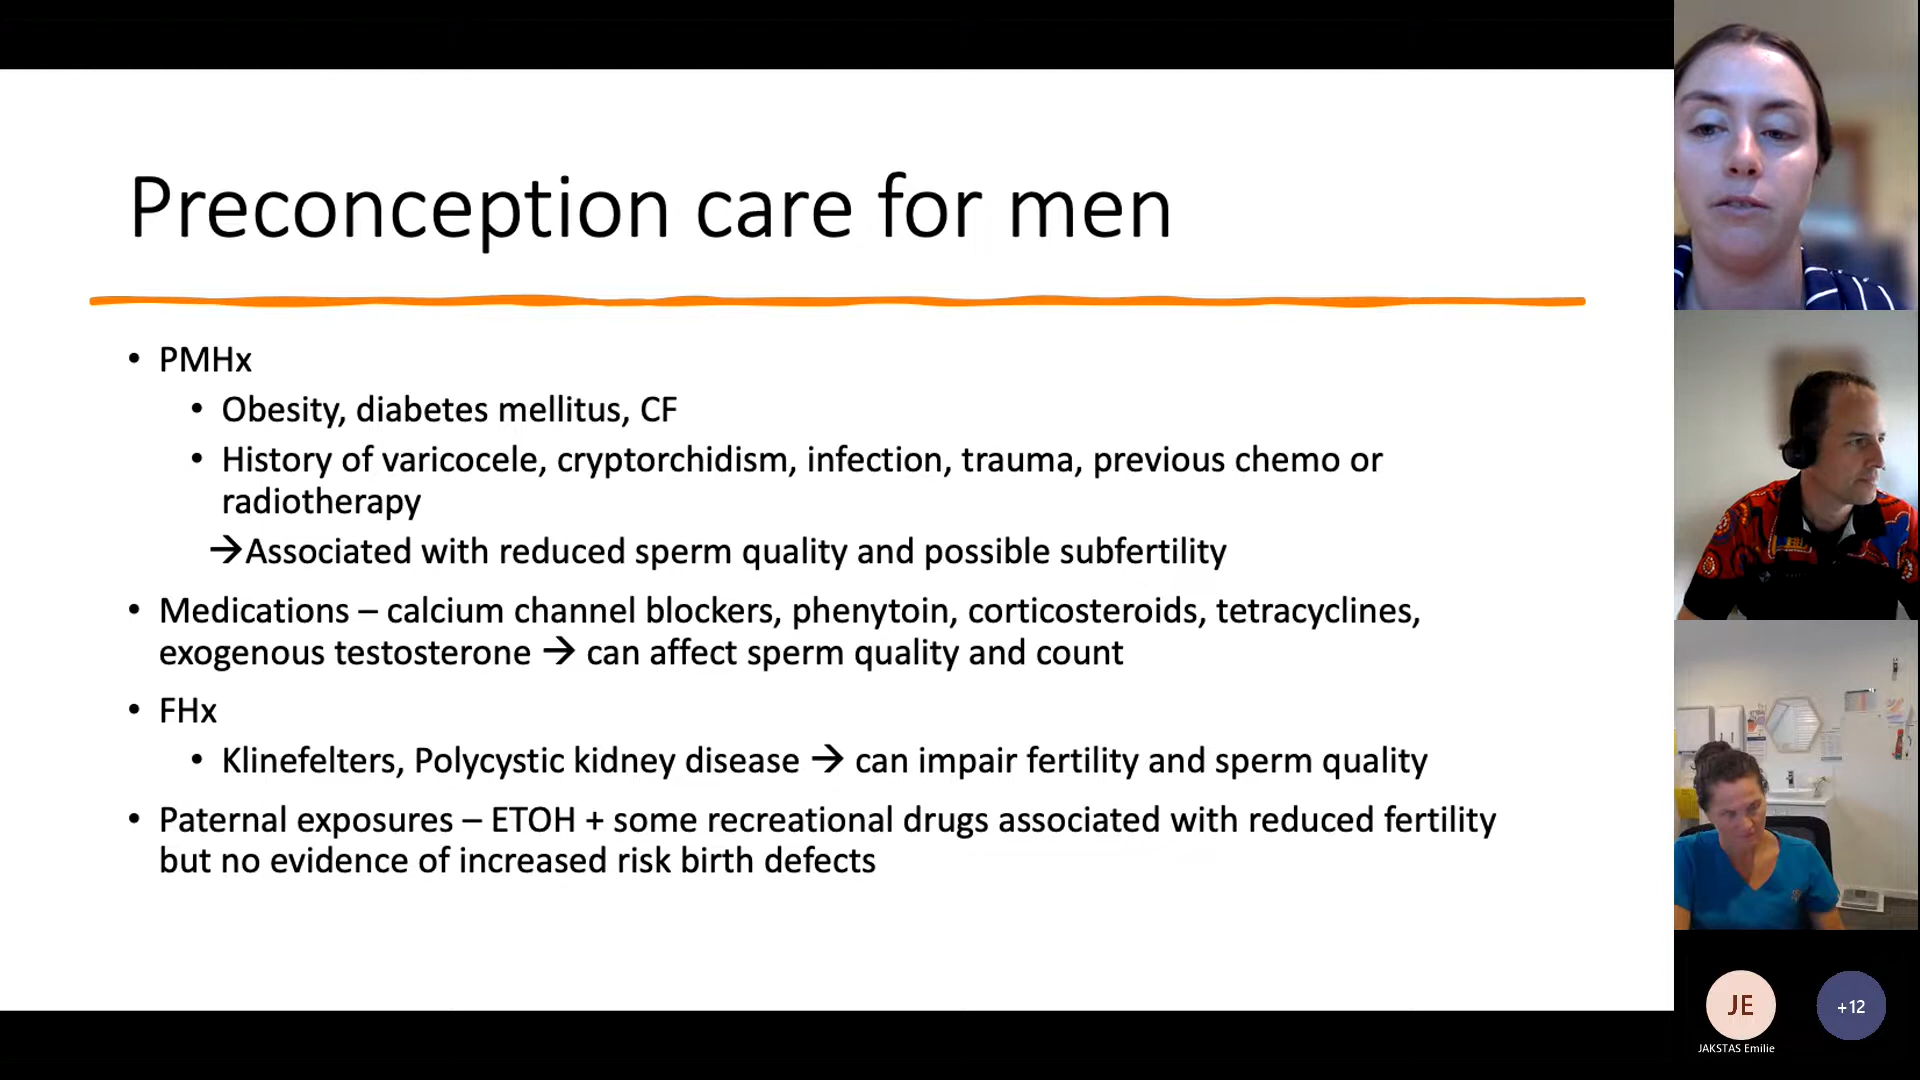 Preconception care for men
• PMHx
• Obesity, diabetes mellitus, CF
• History of varicocele, cryptorchidism, infection, trauma, previous chemo or
radiotherapy
→Associated with reduced sperm quality and possible subfertility
• Medications – calcium channel blockers, phenytoin, corticosteroids, tetracyclines,
exogenous testosterone → can affect sperm quality and count
• FHx
• Klinefelters, Polycystic kidney disease → can impair fertility and sperm quality
• Paternal exposures – ETOH + some recreational drugs associated with reduced fertility
but no evidence of increased risk birth defects
JE
+12
JAKSTAS Emilie